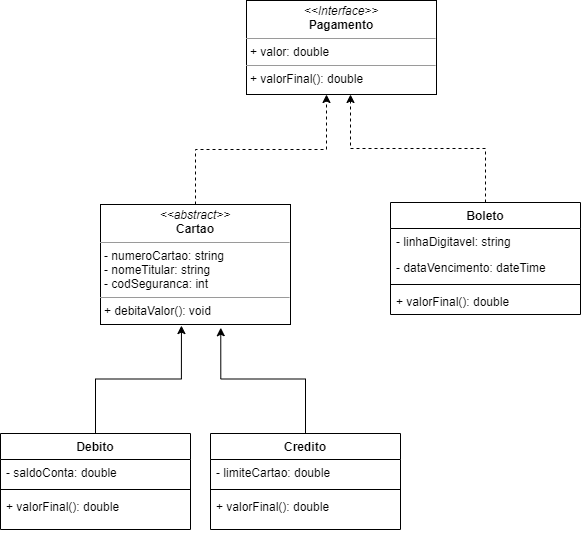 <<Interface>>
Pagamento
+ valor: double
+ valorFinal(): double
<<abstract>>
Cartao
- numeroCartao: string
- nomeTitular: string
- codSeguranca: int
+ debitaValor(): void
Boleto
- linhaDigitavel: string
- dataVencimento: dateTime
+ valorFinal(): double
Debito
- saldoConta: double
+ valorFinal(): double
Credito
- limiteCartao: double
+ valorFinal(): double